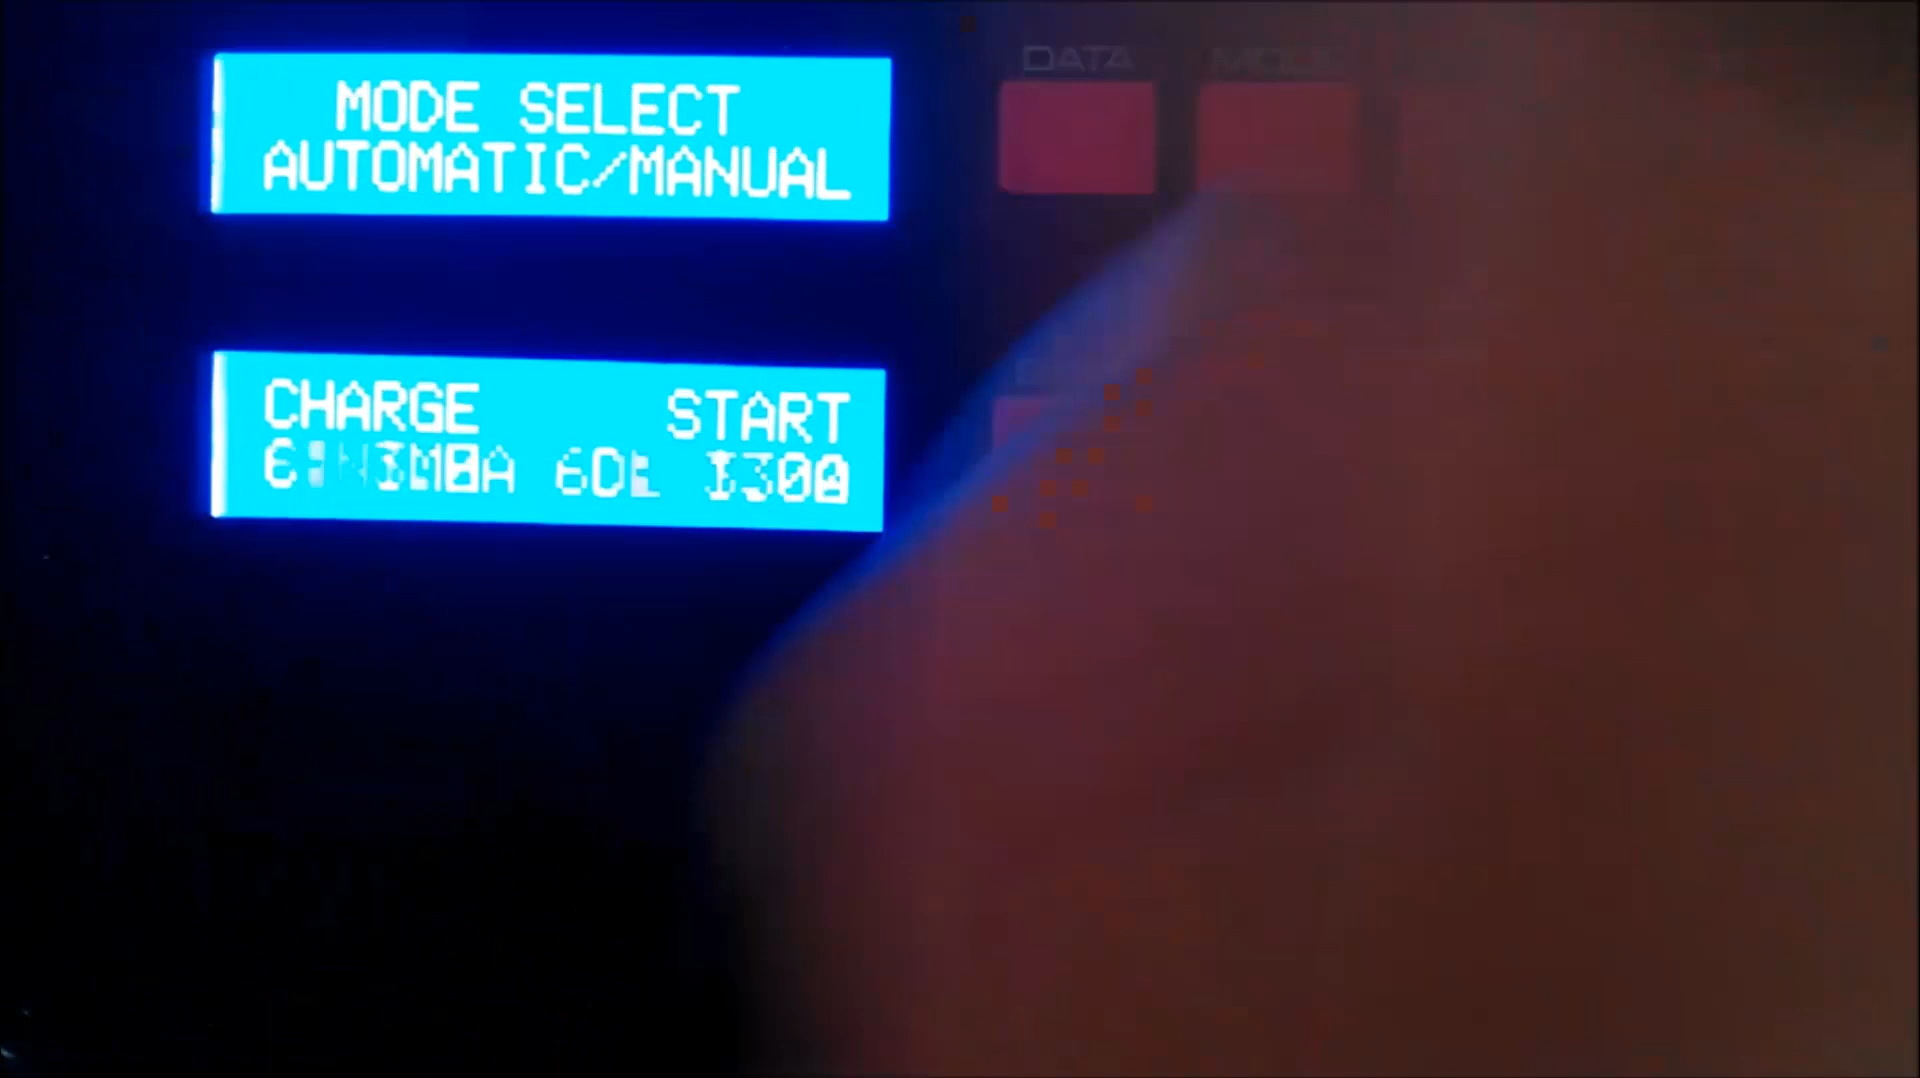 MODE SELECT
AUTOMATIC/MANUAL
CHARGE START
DATA
MODE